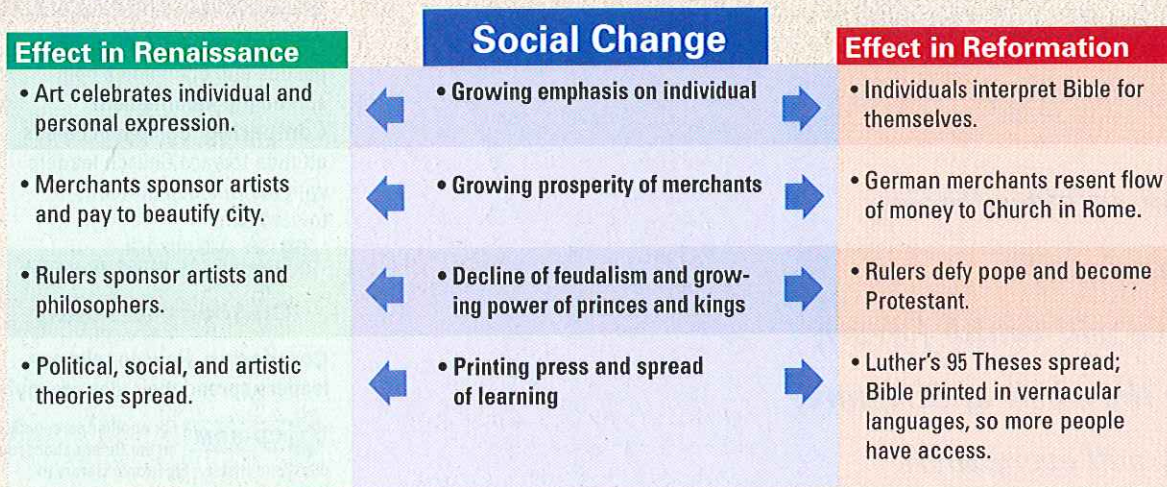 Effect in Renaissance
Social Change
Effect in Reformation
• Art celebrates individual and
personal expression.
• Growing emphasis on individual
• Individuals interpret Bible for
themselves.
• Merchants sponsor artists
and pay to beautify city.
• Growing prosperity of merchants
• German merchants resent flow
of money to Church in Rome.
• Rulers sponsor artists and
philosophers.
• Decline of feudalism and grow-
ing power of princes and kings
• Rulers defy pope and become
Protestant.
• Political, social, and artistic
theories spread.
• Printing press and spread
of learning
• Luther's 95 Theses spread;
Bible printed in vernacular
languages, so more people
have access.